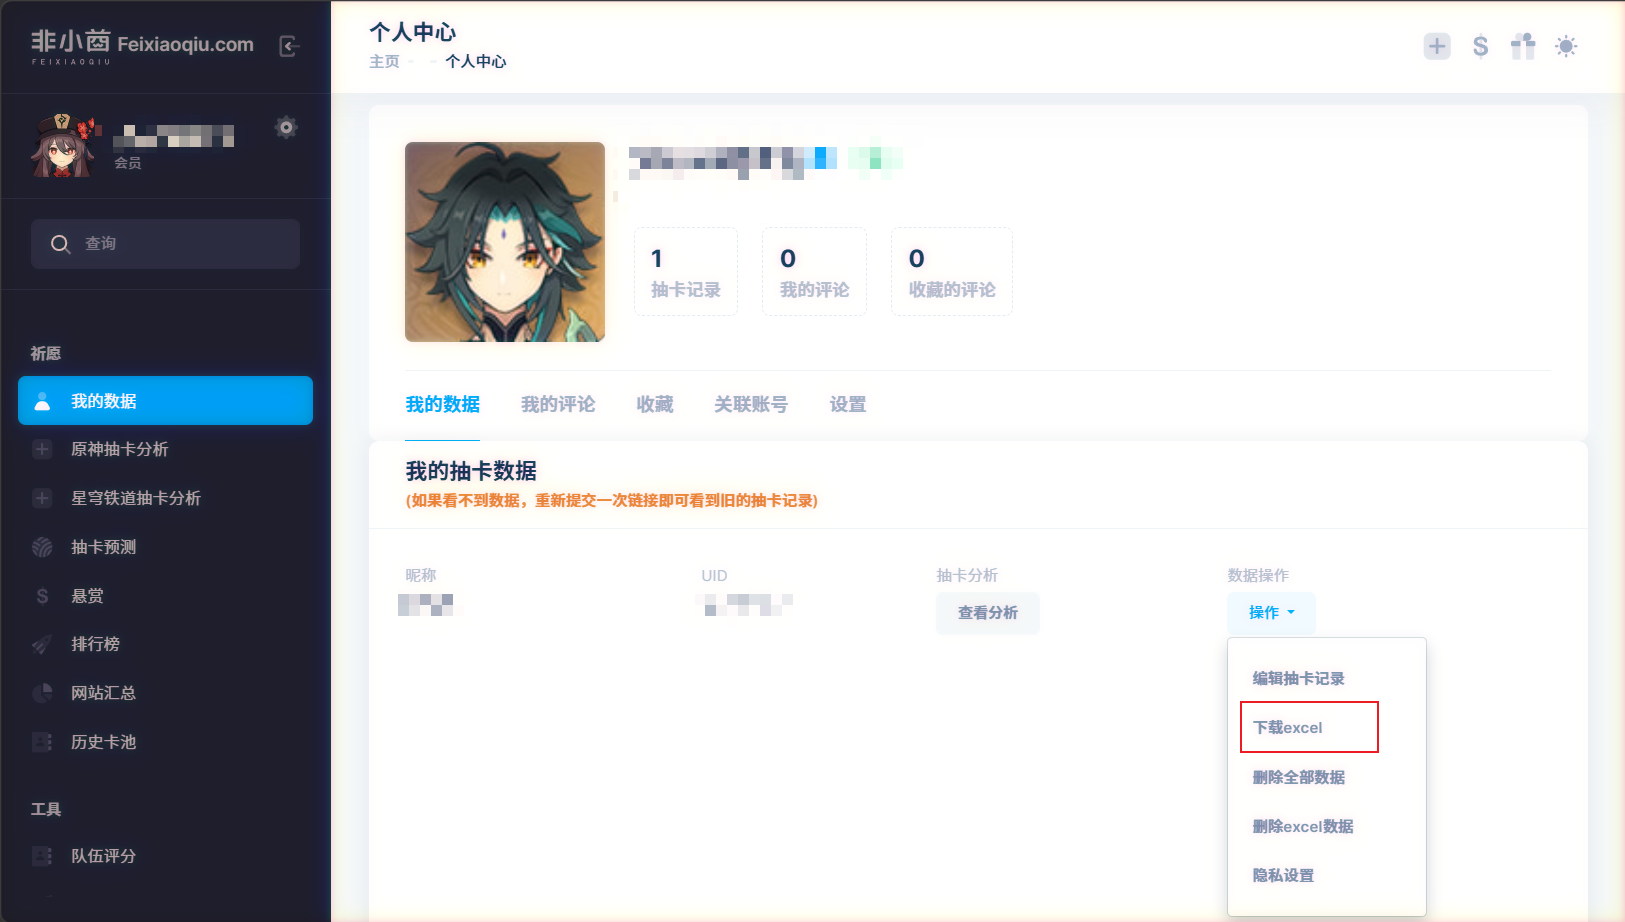 非小酋 Feixiaoqiu.com
FEIXIAOQIU
会员
查询
祈愿
我的数据
原神抽卡分析
星穹铁道抽卡分析
抽卡预测
悬赏
排行榜
网站汇总
历史卡池
工具
队伍评分
个人中心
主页 - - 个人中心
1
抽卡记录
0
我的评论
0
收藏的评论
我的数据 我的评论 收藏 关联账号 设置
我的抽卡数据
(如果看不到数据，重新提交一次链接即可看到旧的抽卡记录)
昵称 UID 抽卡分析 数据操作
查看分析 操作
编辑抽卡记录
下载excel
删除全部数据
删除excel数据
隐私设置